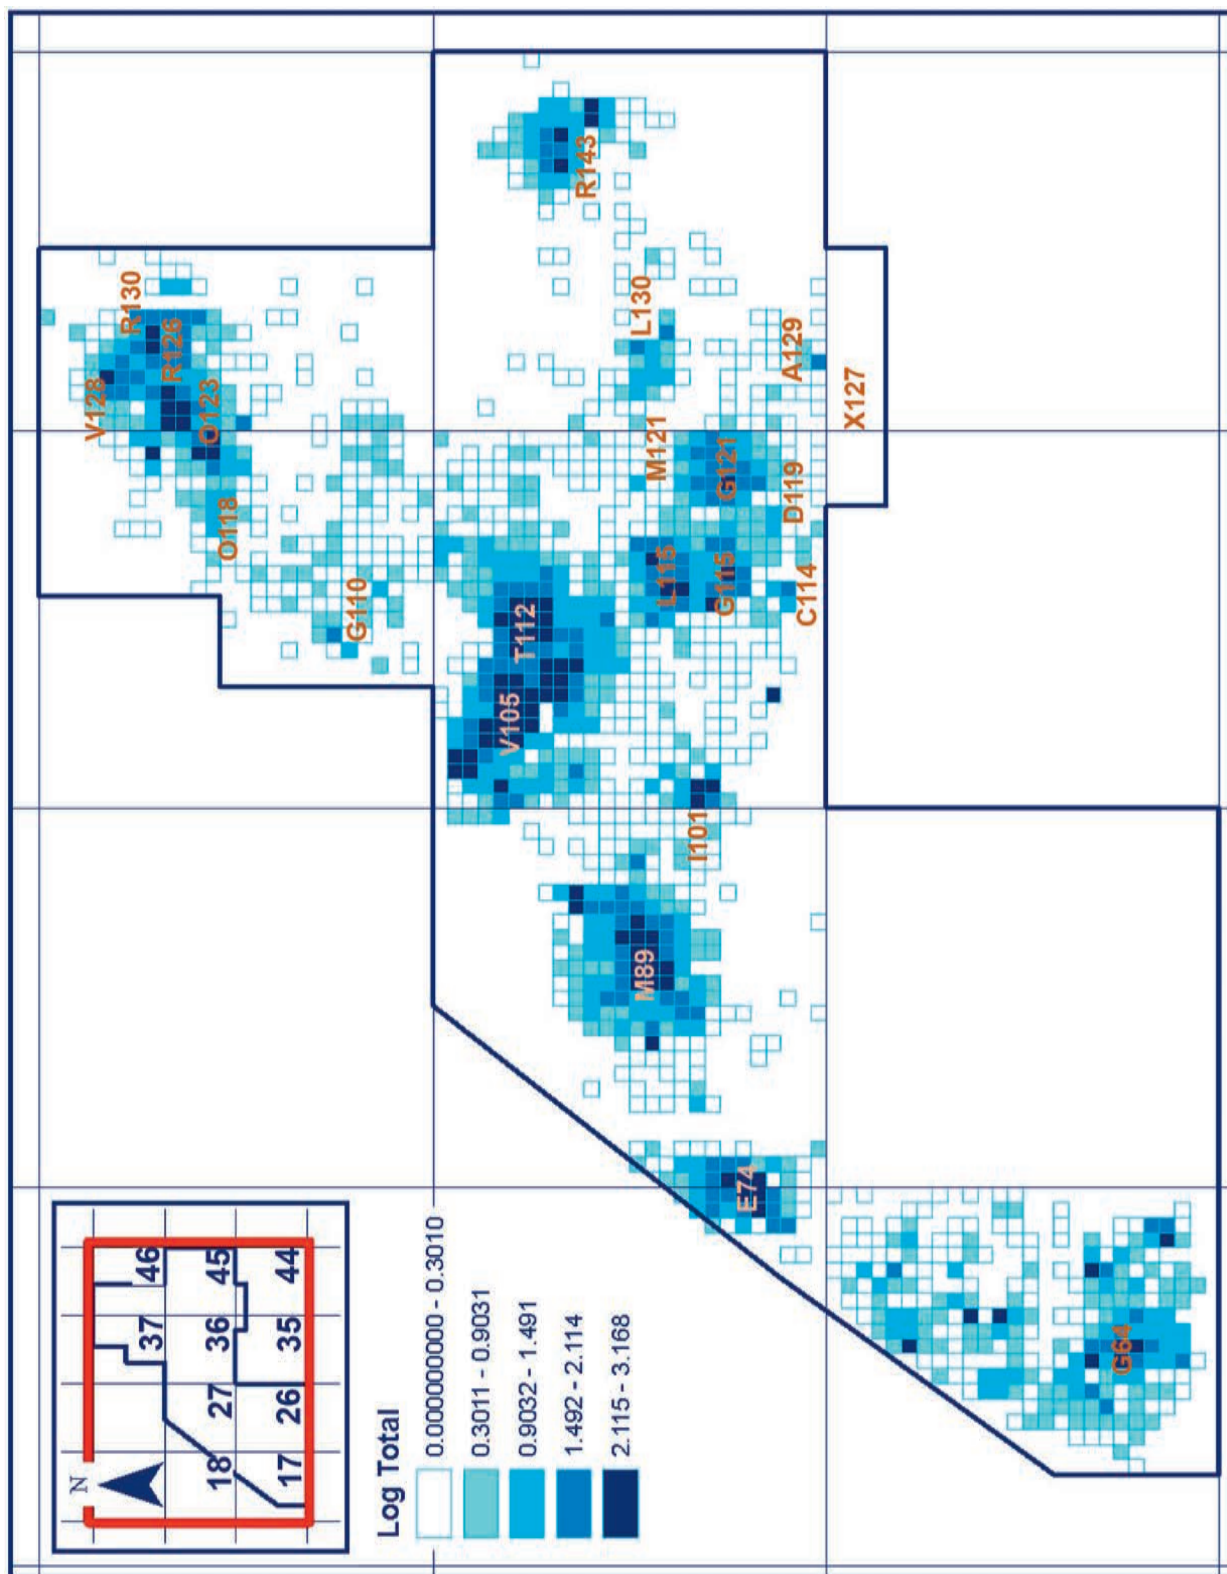 N
37 46
18 27 36 45
17 26 35 44
Log Total
0.000000000 - 0.3010
0.3011 - 0.9031
0.9032 - 1.491
1.492 - 2.114
2.115 - 3.168
V128
R130
R126
O123
O118
G110
V105
T112
R143
L130
M89
M121
L115
I101
G115
G121
E74
D119
A129
C114
X127
G64